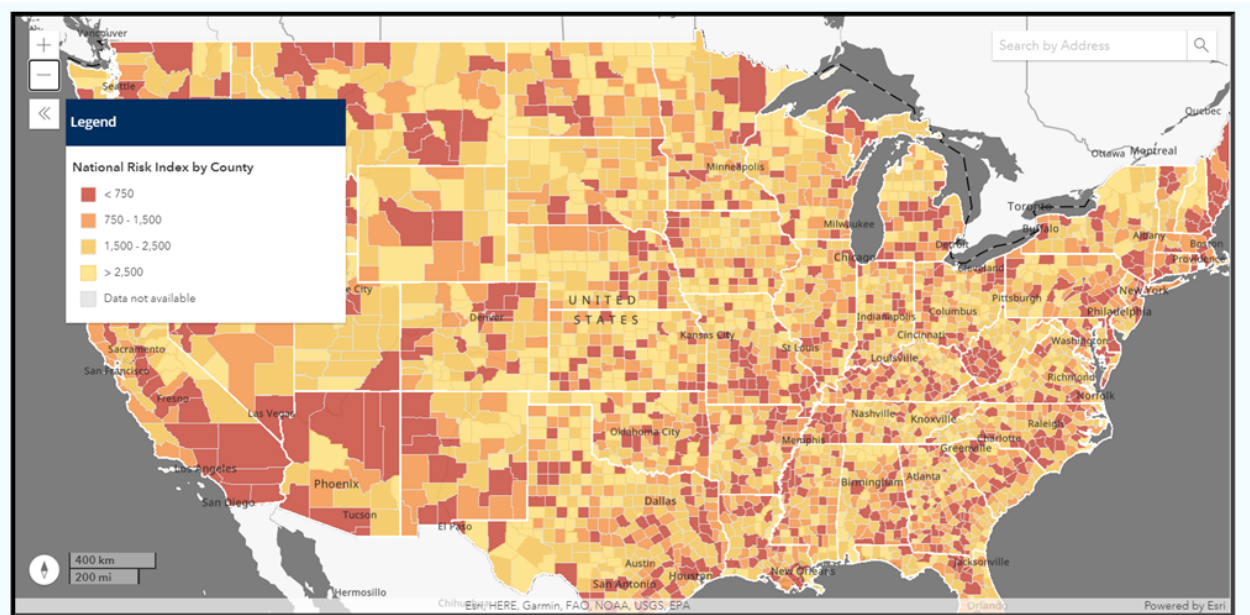 Vancouver
Seattle
Search by Address
Legend
National Risk Index by County
< 750
750 - 1,500
1,500 - 2,500
> 2,500
Data not available
Quebec
Ottawa
Montreal
Minneapolis
Toronto
Milwaukee
Buffalo
Albany
Detroit
Boston
Chicago
Providence
Cleveland
e City
UNITED
STATES
New York
Pittsburgh
Denver
Indianapolis
Columbus
Philadelphia
Kansas City
Cincinnati
Washington
Sacramento
St Louis
Louisville
San Francisco
Richmond
Fresno
Norfolk
Las Vegas
Nashville
Knoxville
Raleigh
Oklahoma City
Memphis
Charlotte
Greenville
Los Angeles
Phoenix
Birmingham
Atlanta
San Diego
Dallas
Tucson
El Paso
Austin
Jacksonville
San Antonio
Houston
New Orleans
400 km
200 mi
Hermosillo
Esri, HERE, Garmin, FAO, NOAA, USGS, EPA
Orlando
Powered by Esri